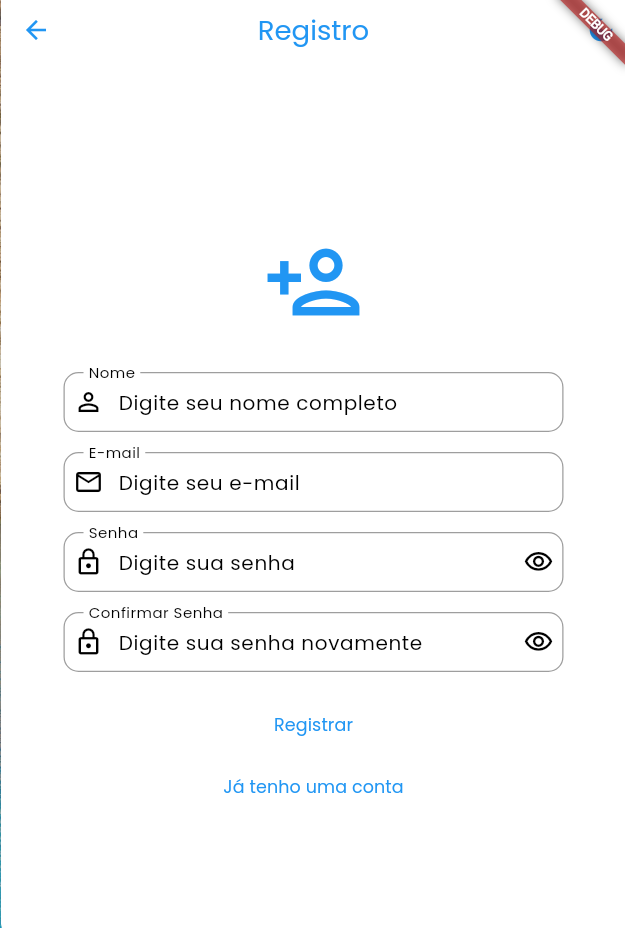 Registro
DEBUG
Nome
Digite seu nome completo
E-mail
Digite seu e-mail
Senha
Digite sua senha
Confirmar Senha
Digite sua senha novamente
Registrar
Já tenho uma conta